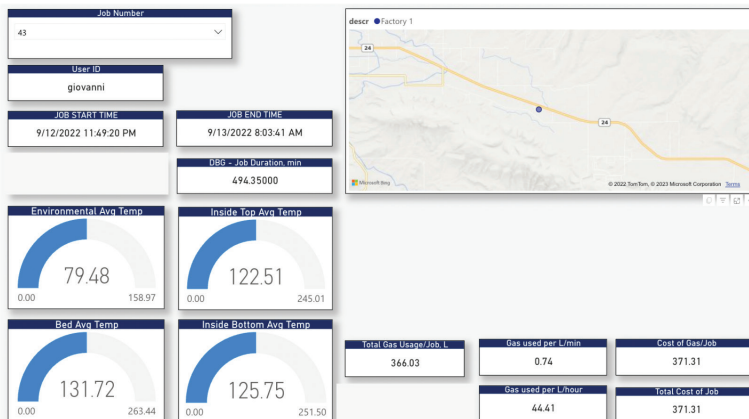 Job Number
43
User ID
giovanni
JOB START TIME
9/12/2022 11:49:20 PM
JOB END TIME
9/13/2022 8:03:41 AM
DBG - Job Duration, min
494.35000
Environmental Avg Temp
79.48
0.00
158.97
Inside Top Avg Temp
122.51
0.00
245.01
Bed Avg Temp
131.72
0.00
263.44
Inside Bottom Avg Temp
125.75
0.00
251.50
descr Factory 1
24
24
Microsoft Bing
© 2022 TomTom, © 2023 Microsoft Corporation Terms
Total Gas Usage/Job, L
366.03
Gas used per L/min
0.74
Cost of Gas/Job
371.31
Gas used per L/hour
44.41
Total Cost of Job
371.31